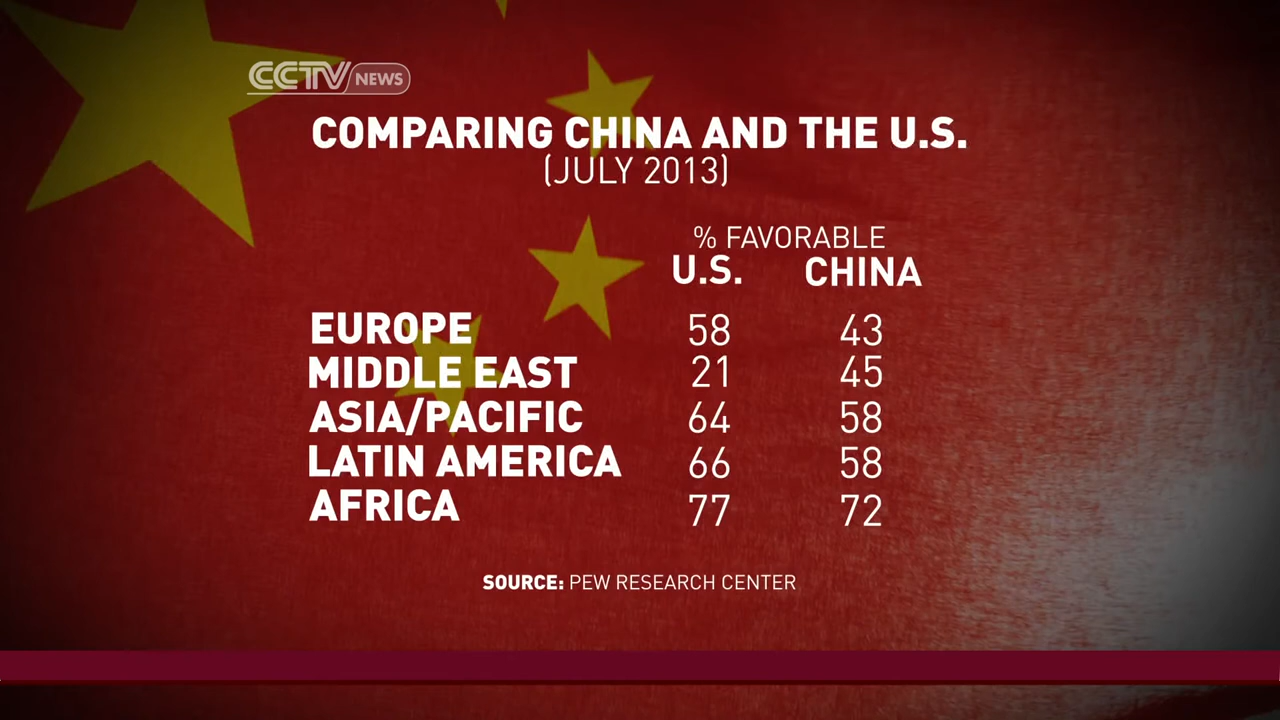 CCTV NEWS
COMPARING CHINA AND THE U.S.
(JULY 2013)
% FAVORABLE
U.S. CHINA
EUROPE 58 43
MIDDLE EAST 21 45
ASIA/PACIFIC 64 58
LATIN AMERICA 66 58
AFRICA 77 72
SOURCE: PEW RESEARCH CENTER